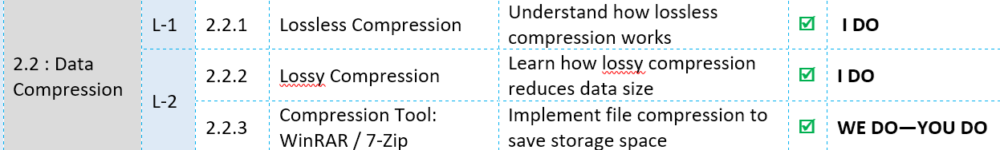 2.2 : Data
Compression
L-1
2.2.1
Lossless Compression
Understand how lossless
compression works
☑
I DO
L-2
2.2.2
Lossy Compression
Learn how lossy compression
reduces data size
☑
I DO
2.2.3
Compression Tool:
WinRAR / 7-Zip
Implement file compression to
save storage space
☑
WE DO—YOU DO